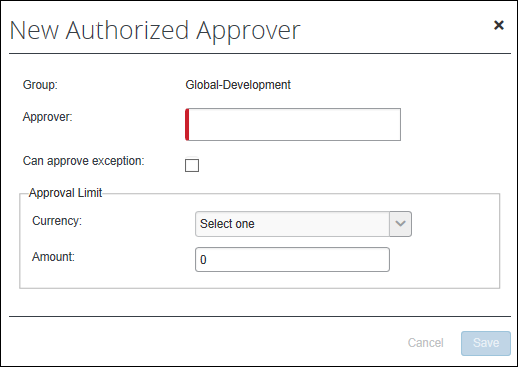 New Authorized Approver
Group: Global-Development
Approver:
Can approve exception:
Approval Limit
Currency: Select one
Amount: 0
Cancel Save